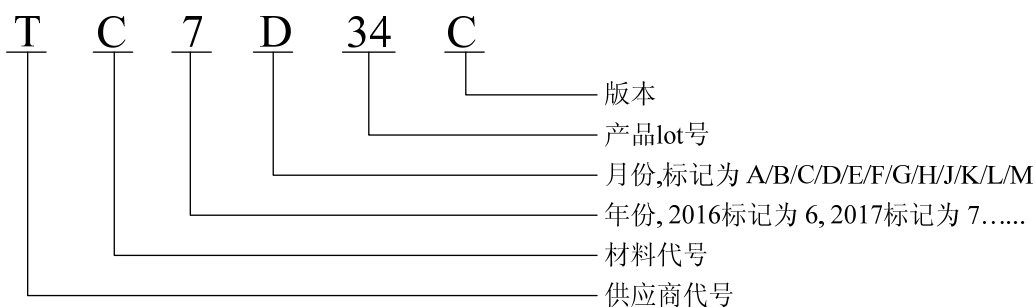 T C 7 D 34 C
版本
产品lot号
月份,标记为 A/B/C/D/E/F/G/H/J/K/L/M
年份, 2016标记为 6, 2017标记为 7......
材料代号
供应商代号